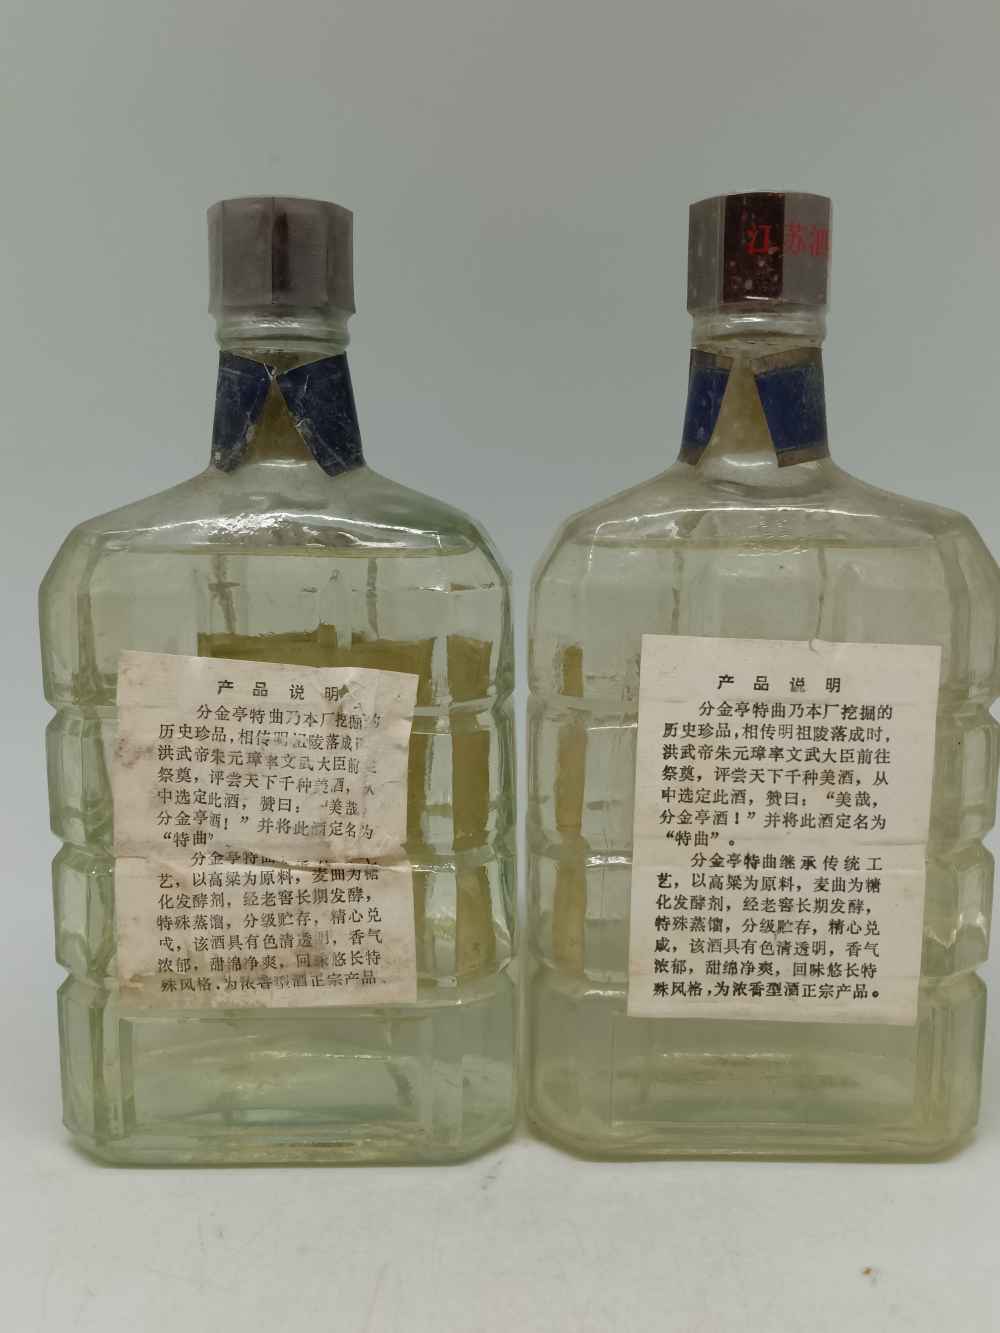 产品说明
分金亭特曲乃本厂挖掘的
历史珍品，相传明祖陵落成
洪武帝朱元璋率文武大臣前往
祭奠，评尝天下千种美酒，从
中选定此酒，赞曰：“美哉，
分金亭酒！”并将此酒定名为
“特曲”
分金亭特曲
艺，以高粱为原料，麦曲为糖
化发酵剂，经老窖长期发酵，
特殊蒸馏，分级贮存，精心兑
成，该酒具有色清透明，香气
浓郁，甜绵净爽，回味悠长特
殊风格，为浓香型酒正宗产品。
江苏酒
产品说明
分金亭特曲乃本厂挖掘的
历史珍品，相传明祖陵落成时，
洪武帝朱元璋率文武大臣前往
祭奠，评尝天下千种美酒，从
中选定此酒，赞曰：“美哉，
分金亭酒！”并将此酒定名为
“特曲”。
分金亭特曲继承传统工
艺，以高粱为原料，麦曲为糖
化发酵剂，经老窖长期发酵，
特殊蒸馏，分级贮存，精心兑
成，该酒具有色清透明，香气
浓郁，甜绵净爽，回味悠长特
殊风格，为浓香型酒正宗产品。